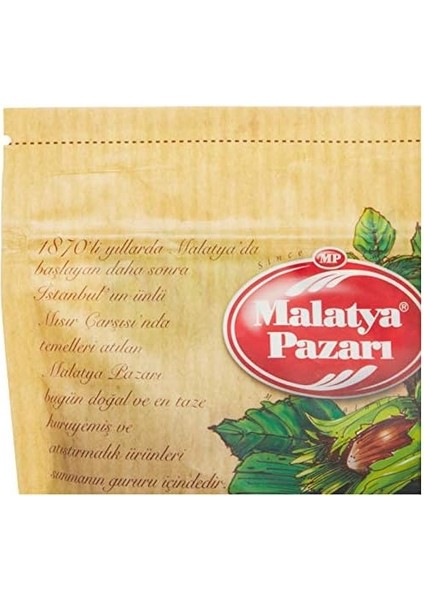 1870'li yıllarda Malatya'da
başlayan daha sonra
İstanbul'un ünlü
Mısır Çarşısı'nda
temelleri atılan
Malatya Pazarı
bugün doğal ve en taze
kuruyemiş ve
atıştırmalık ürünleri
sunmanın gururu içindedir.
Since
MP
Malatya®
Pazarı